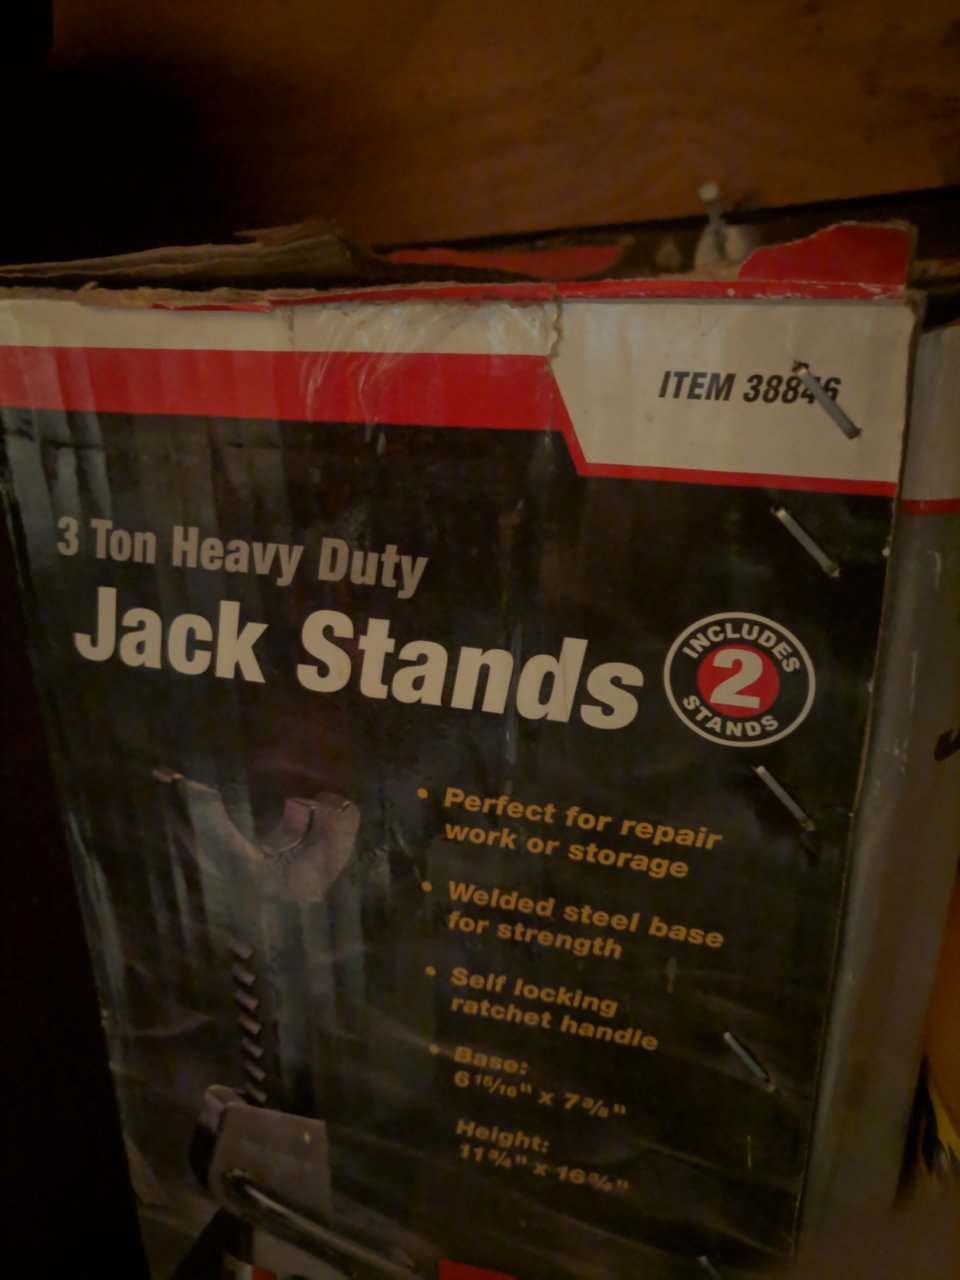 ITEM 38846
3 Ton Heavy Duty
Jack Stands
INCLUDES
2
STANDS
• Perfect for repair
work or storage
• Welded steel base
for strength
• Self locking
ratchet handle
• Base:
6 15/16" x 7 3/8"
Height:
11 3/4" x 16 3/4"